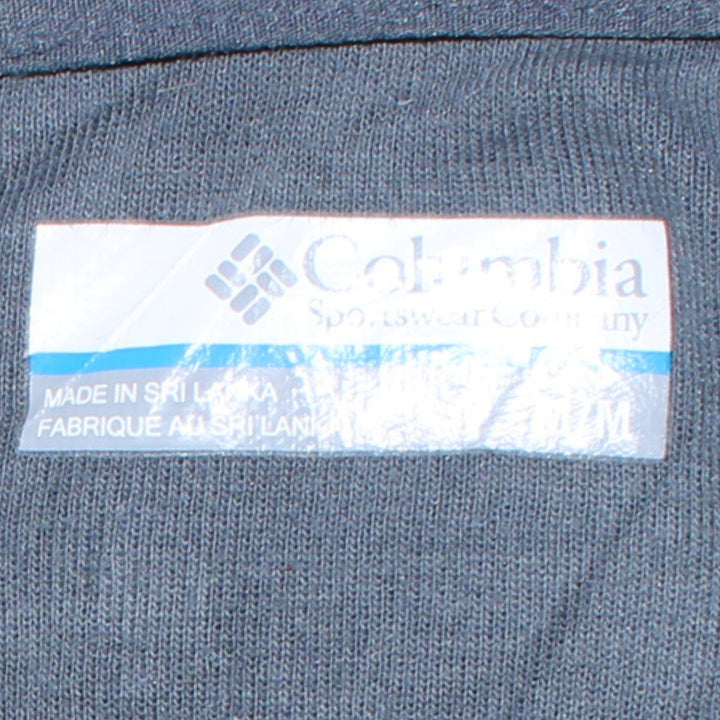 Columbia
Sportswear Company
MADE IN SRI LANKA
FABRIQUE AU SRI LANKA
M/M